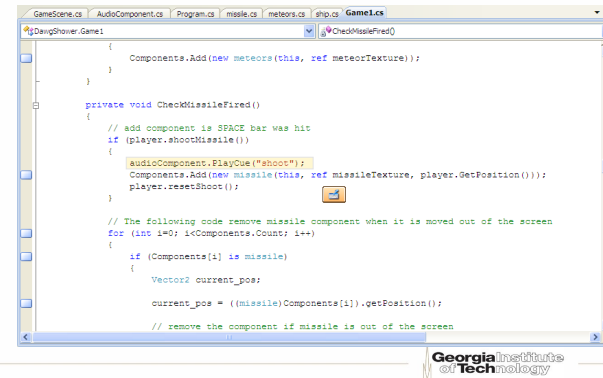 GameScene.cs AudioComponent.cs Program.cs missile.cs meteors.cs ship.cs Game1.cs
DawgShower.Game1 CheckMissileFired()
{
Components.Add(new meteors(this, ref meteorTexture));
}
}
private void CheckMissileFired()
{
// add component is SPACE bar was hit
if (player.shootMissile())
{
audioComponent.PlayCue("shoot");
Components.Add(new missile(this, ref missileTexture, player.GetPosition()));
player.resetShoot();
}
// The following code remove missile component when it is moved out of the screen
for (int i=0; i<Components.Count; i++)
{
if (Components[i] is missile)
{
Vector2 current_pos;
current_pos = ((missile)Components[i]).getPosition();
// remove the component if missile is out of the screen
Georgia Institute
of Technology